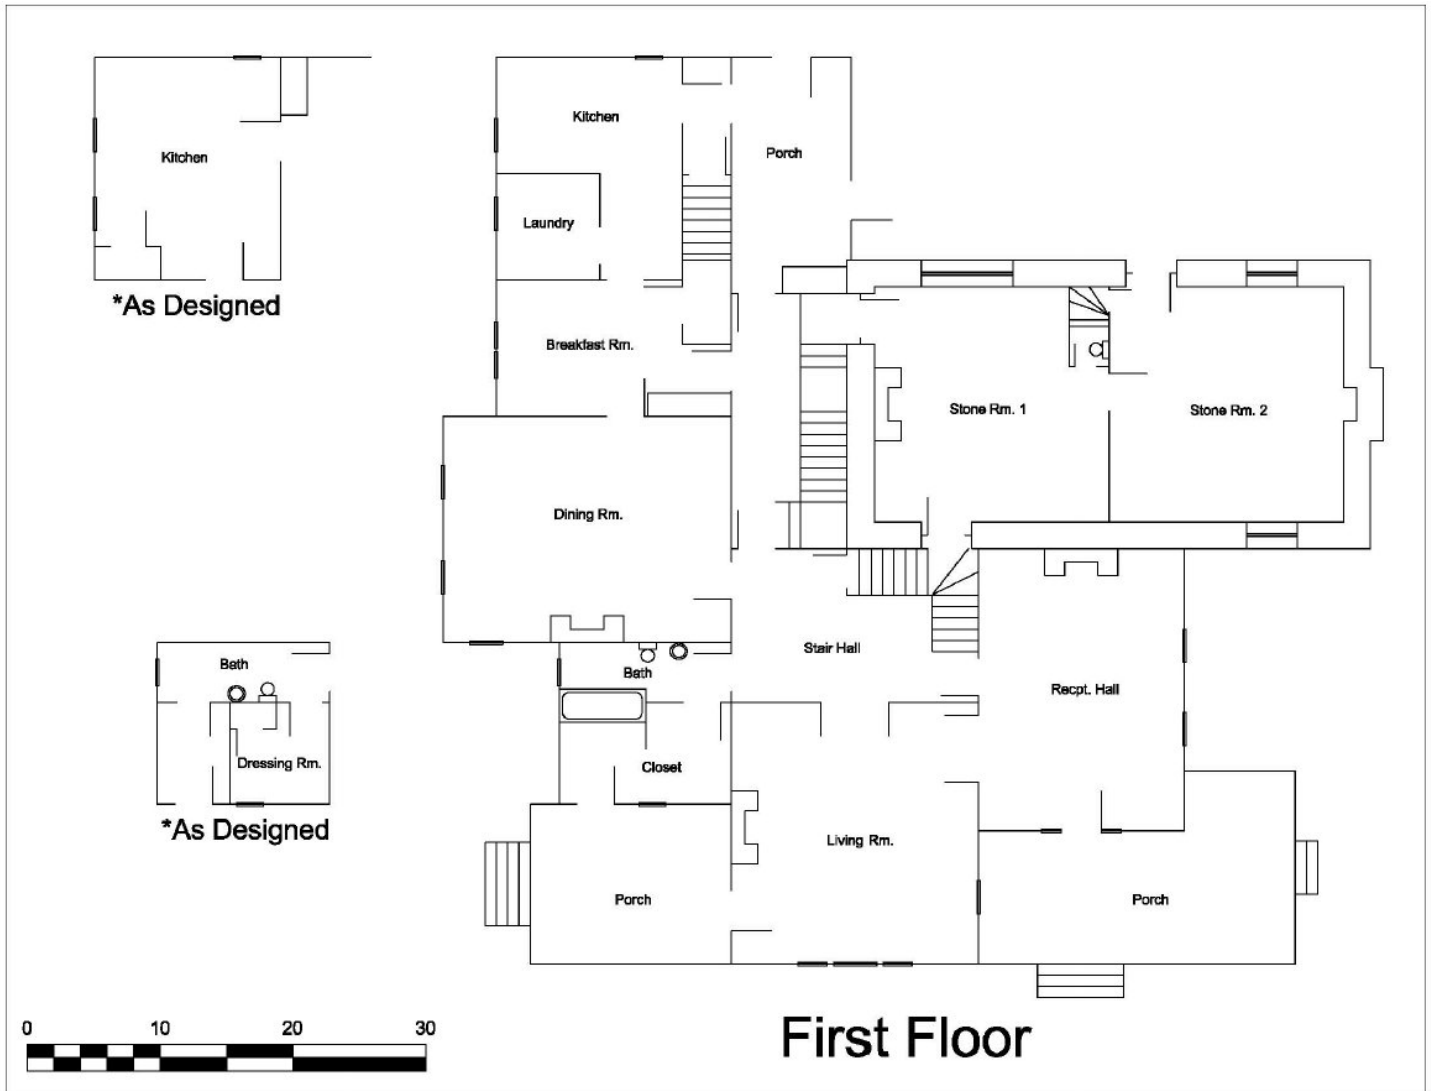 Kitchen
*As Designed
Kitchen
Porch
Laundry
Breakfast Rm.
Stone Rm. 1
Stone Rm. 2
Dining Rm.
Stair Hall
Bath
Recpt. Hall
Closet
Bath
Dressing Rm.
*As Designed
Living Rm.
Porch
Porch
0 10 20 30
First Floor